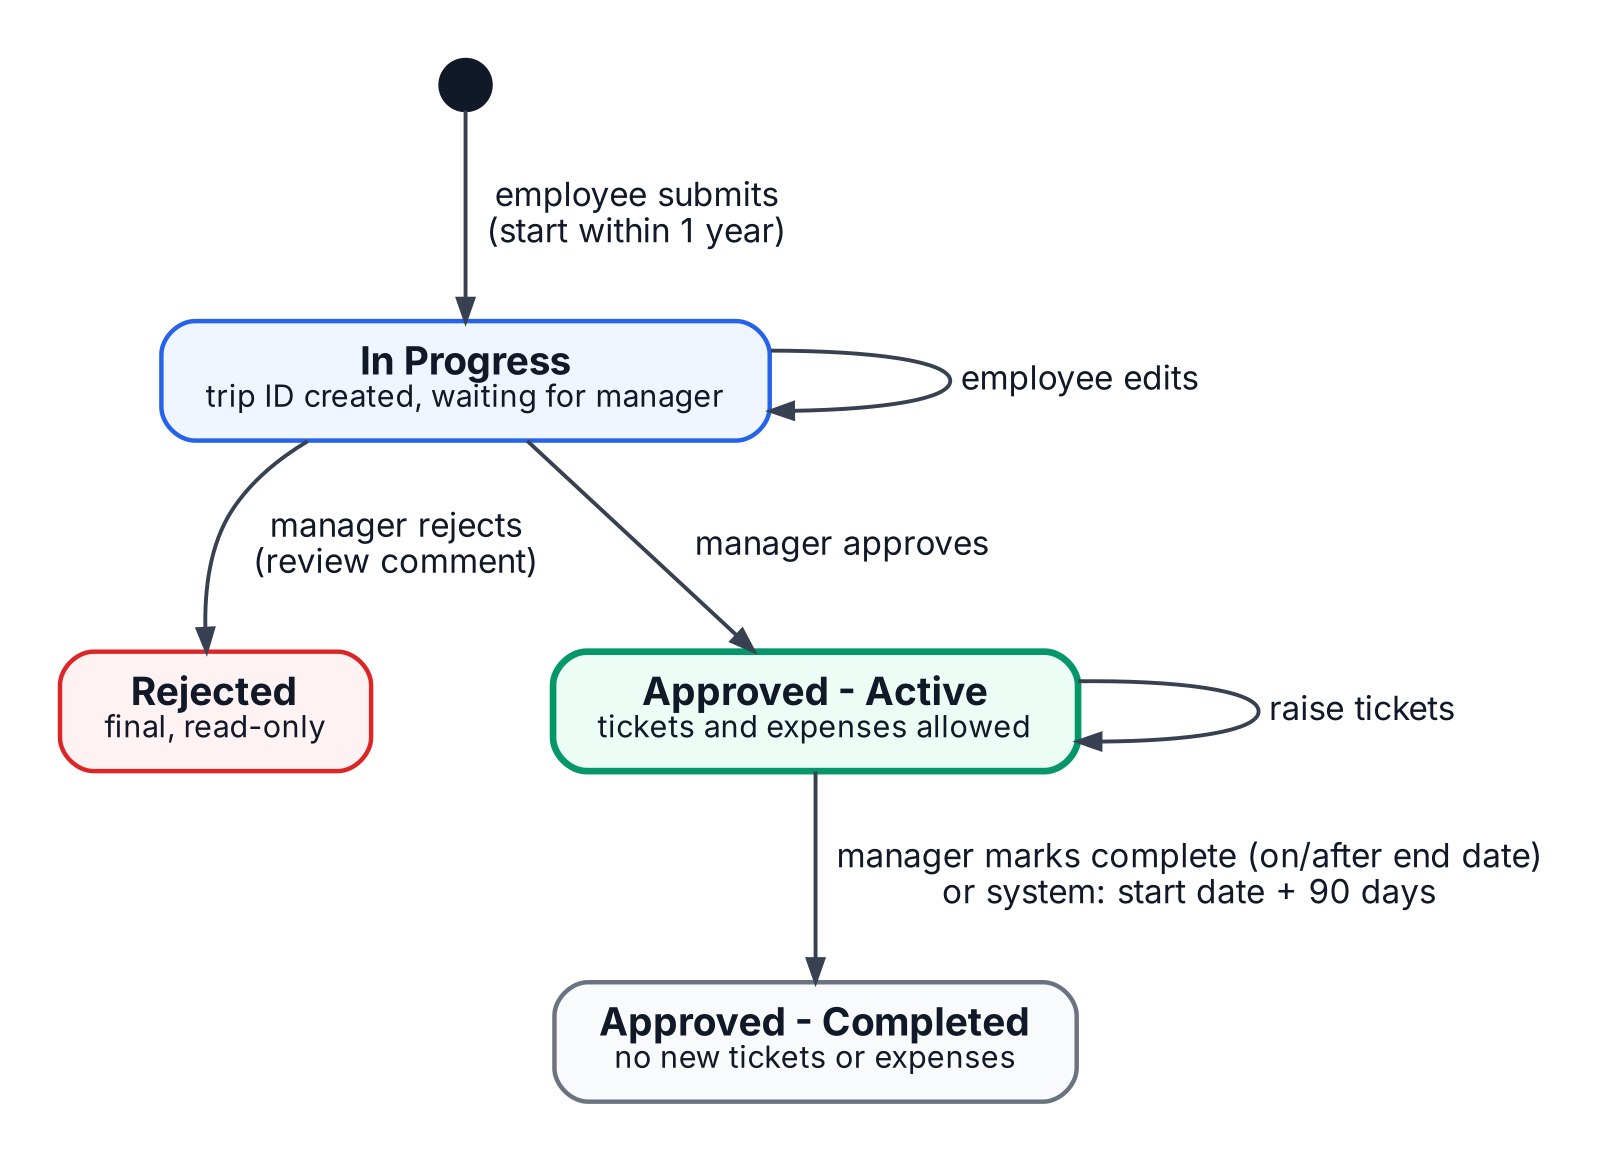 employee submits
(start within 1 year)
In Progress
trip ID created, waiting for manager
employee edits
manager rejects
(review comment)
manager approves
Rejected
final, read-only
Approved - Active
tickets and expenses allowed
raise tickets
manager marks complete (on/after end date)
or system: start date + 90 days
Approved - Completed
no new tickets or expenses